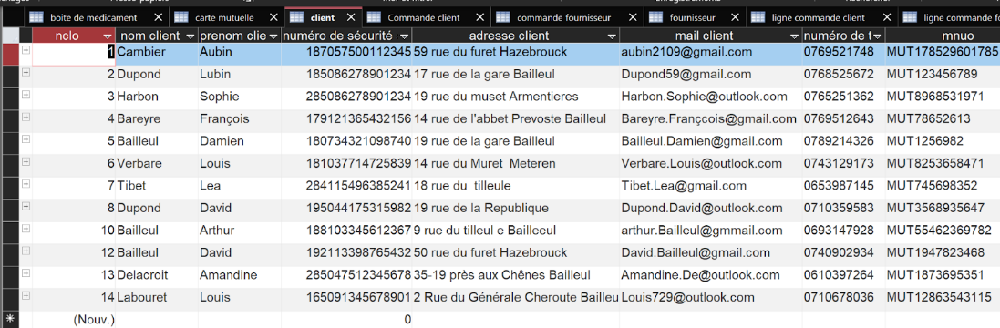 boite de medicament carte mutuelle client Commande client commande fournisseur fournisseur ligne commande client ligne commande fo
nclo nom client prenom clie numéro de sécurité s adresse client mail client numéro de t mnuo
1 Cambier Aubin 187057500112345 59 rue du furet Hazebrouck aubin2109@gmail.com 0769521748 MUT178529601785
2 Dupond Lubin 185086278901234 17 rue de la gare Bailleul Dupond59@gmail.com 0768525672 MUT123456789
3 Harbon Sophie 285086278901234 19 rue du muset Armentieres Harbon.Sophie@outlook.com 0765251362 MUT8968531971
4 Bareyre François 179121365432156 14 rue de l'abbet Prevoste Bailleul Bareyre.Françcois@gmail.com 0769512643 MUT78652613
5 Bailleul Damien 180734321098740 19 rue de la gare Bailleul Bailleul.Damien@gnmail.com 0789214326 MUT1256982
6 Verbare Louis 181037714725839 14 rue du Muret Meteren Verbare.Louis@outlook.com 0743129173 MUT8253658471
7 Tibet Lea 284115496385241 18 rue du tilleule Tibet.Lea@gmail.com 0653987145 MUT745698352
8 Dupond David 195044175315982 19 rue de la Republique Dupond.David@outlook.com 0710359583 MUT3568935647
10 Bailleul Arthur 188103345612367 9 rue du tilleul e Bailleeul arthur.Bailleul@gmmail.com 0693147928 MUT55462369782
12 Bailleul David 192113398765432 50 rue du furet Hazebrouck David.Bailleul@gmmail.com 0740902934 MUT1947823468
13 Delacroit Amandine 285047512345678 35-19 près aux Chênes Bailleul Amandine.De@outlook.com 0610397264 MUT1873695351
14 Labouret Louis 165091345678901 2 Rue du Générale Cheroute Bailleu Louis729@outlook.com 0710678036 MUT12863543115
(Nouv.) 0